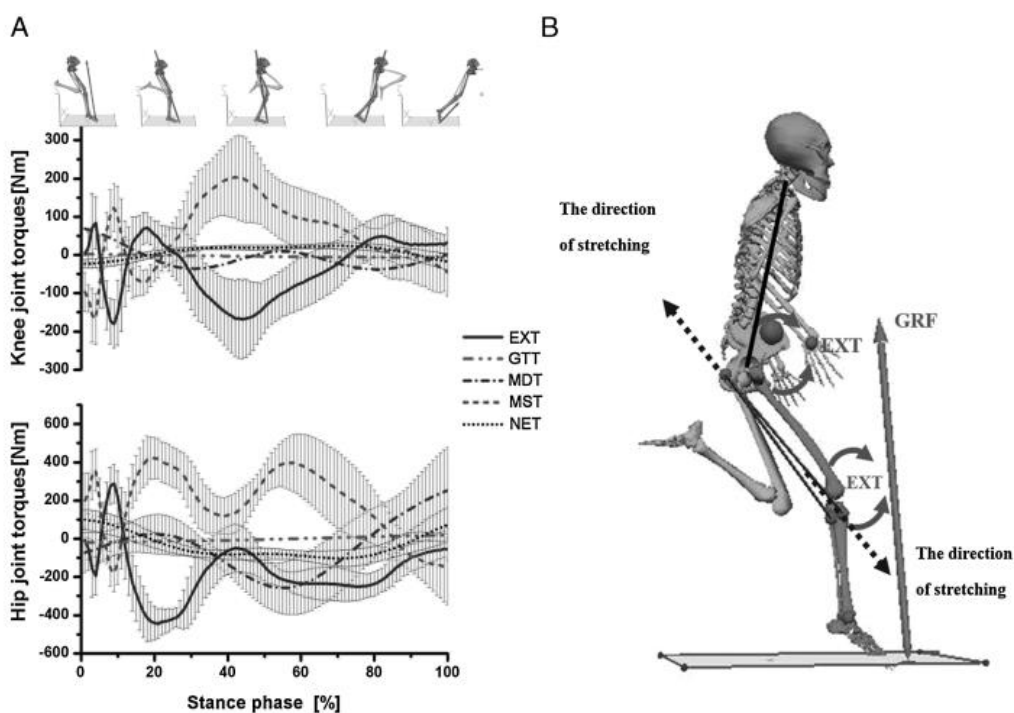 A
B
Knee joint torques[Nm]
300
200
100
0
-100
-200
-300
EXT
GTT
MDT
MST
NET
Hip joint torques[Nm]
600
400
200
0
-200
-400
-600
0
20
40
60
80
100
Stance phase [%]
The direction
of stretching
GRF
EXT
EXT
The direction
of stretching